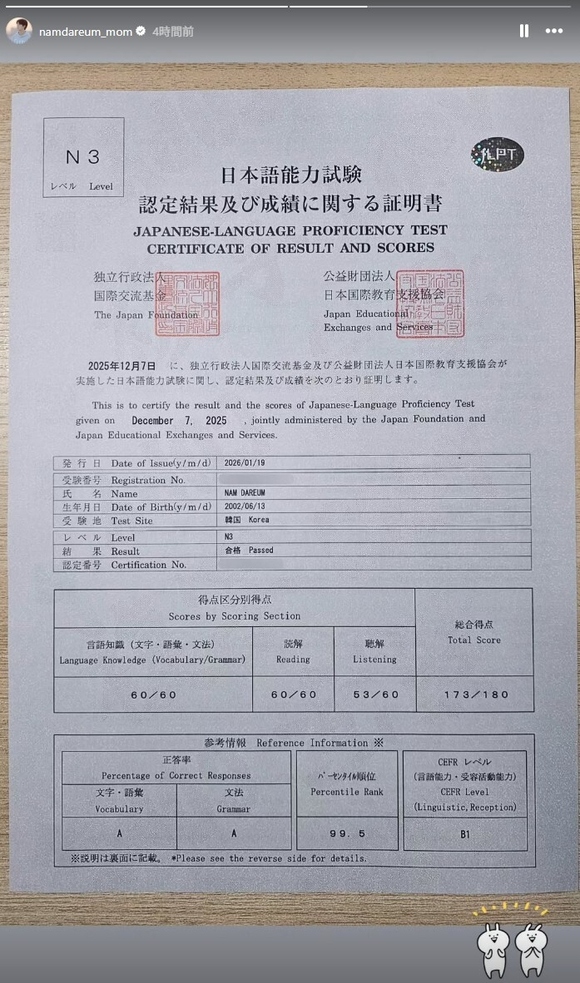 namdareum_mom 4時間前
N3
レベル Level
JLPT
日本語能力試験
認定結果及び成績に関する証明書
JAPANESE-LANGUAGE PROFICIENCY TEST
CERTIFICATE OF RESULT AND SCORES
独立行政法人
国際交流基金
The Japan Foundation
公益財団法人
日本国際教育支援協会
Japan Educational
Exchanges and Services
2025年12月7日 に、独立行政法人国際交流基金及び公益財団法人日本国際教育支援協会が
実施した日本語能力試験に関し、認定結果及び成績を次のとおり証明します。
This is to certify the result and the scores of Japanese-Language Proficiency Test
given on December 7, 2025 , jointly administered by the Japan Foundation and
Japan Educational Exchanges and Services.
発行日 Date of Issue(y/m/d) 2026/01/19
受験番号 Registration No.
氏名 Name NAM DAREUM
生年月日 Date of Birth(y/m/d) 2002/06/13
受験地 Test Site 韓国 Korea
レベル Level N3
結果 Result 合格 Passed
認定番号 Certification No.
得点区分別得点
Scores by Scoring Section
総合得点
Total Score
言語知識(文字・語彙・文法)
Language Knowledge (Vocabulary/Grammar)
読解
Reading
聴解
Listening
60/60 60/60 53/60 173/180
参考情報 Reference Information ※
正答率
Percentage of Correct Responses
文字・語彙
Vocabulary
文法
Grammar
パーセンタイル順位
Percentile Rank
CEFR レベル
(言語能力・受容活動能力)
CEFR Level
(Linguistic,Reception)
A A 99.5 B1
※説明は裏面に記載。 *Please see the reverse side for details.